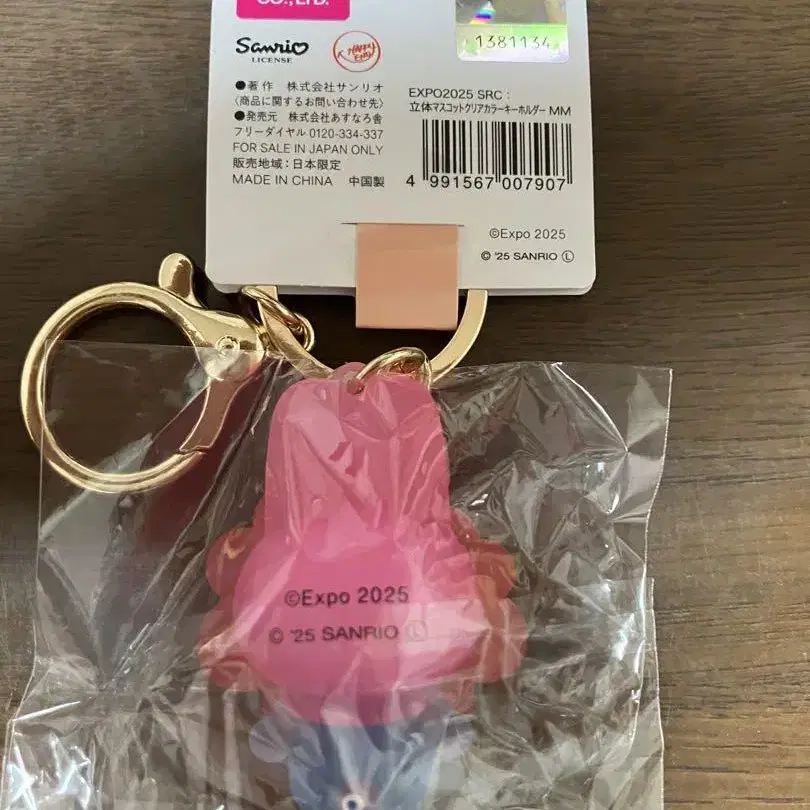 CO.,LTD.
1381134
Sanrio
LICENSE
HAPPY
●著作 株式会社サンリオ
〈商品に関するお問い合わせ先〉
●発売元 株式会社あすなろ舎
フリーダイヤル 0120-334-337
FOR SALE IN JAPAN ONLY
販売地域：日本限定
MADE IN CHINA 中国製
EXPO2025 SRC：
立体マスコットクリアカラーキーホルダー MM
4 991567 007907
©Expo 2025
© '25 SANRIO Ⓛ
©Expo 2025
© '25 SANRIO Ⓛ